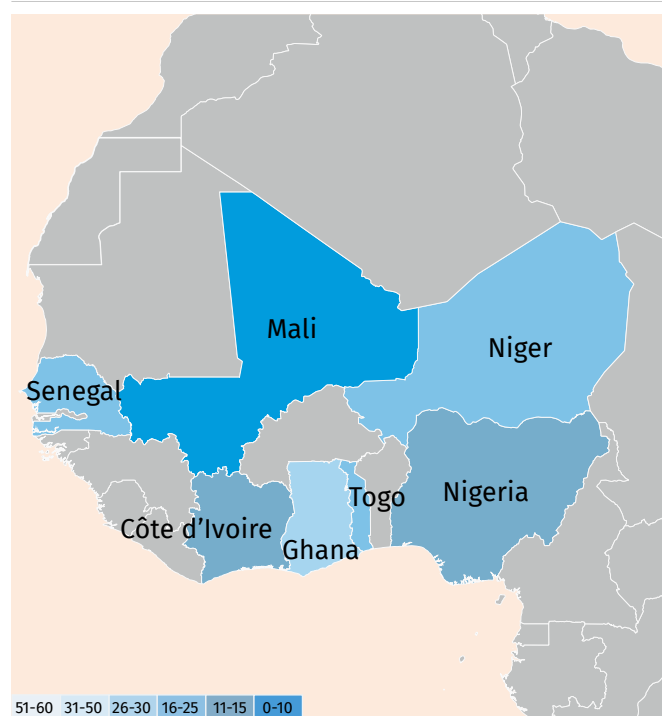 Mali
Niger
Senegal
Togo
Nigeria
Côte d’Ivoire
Ghana
51-60 31-50 26-30 16-25 11-15 0-10